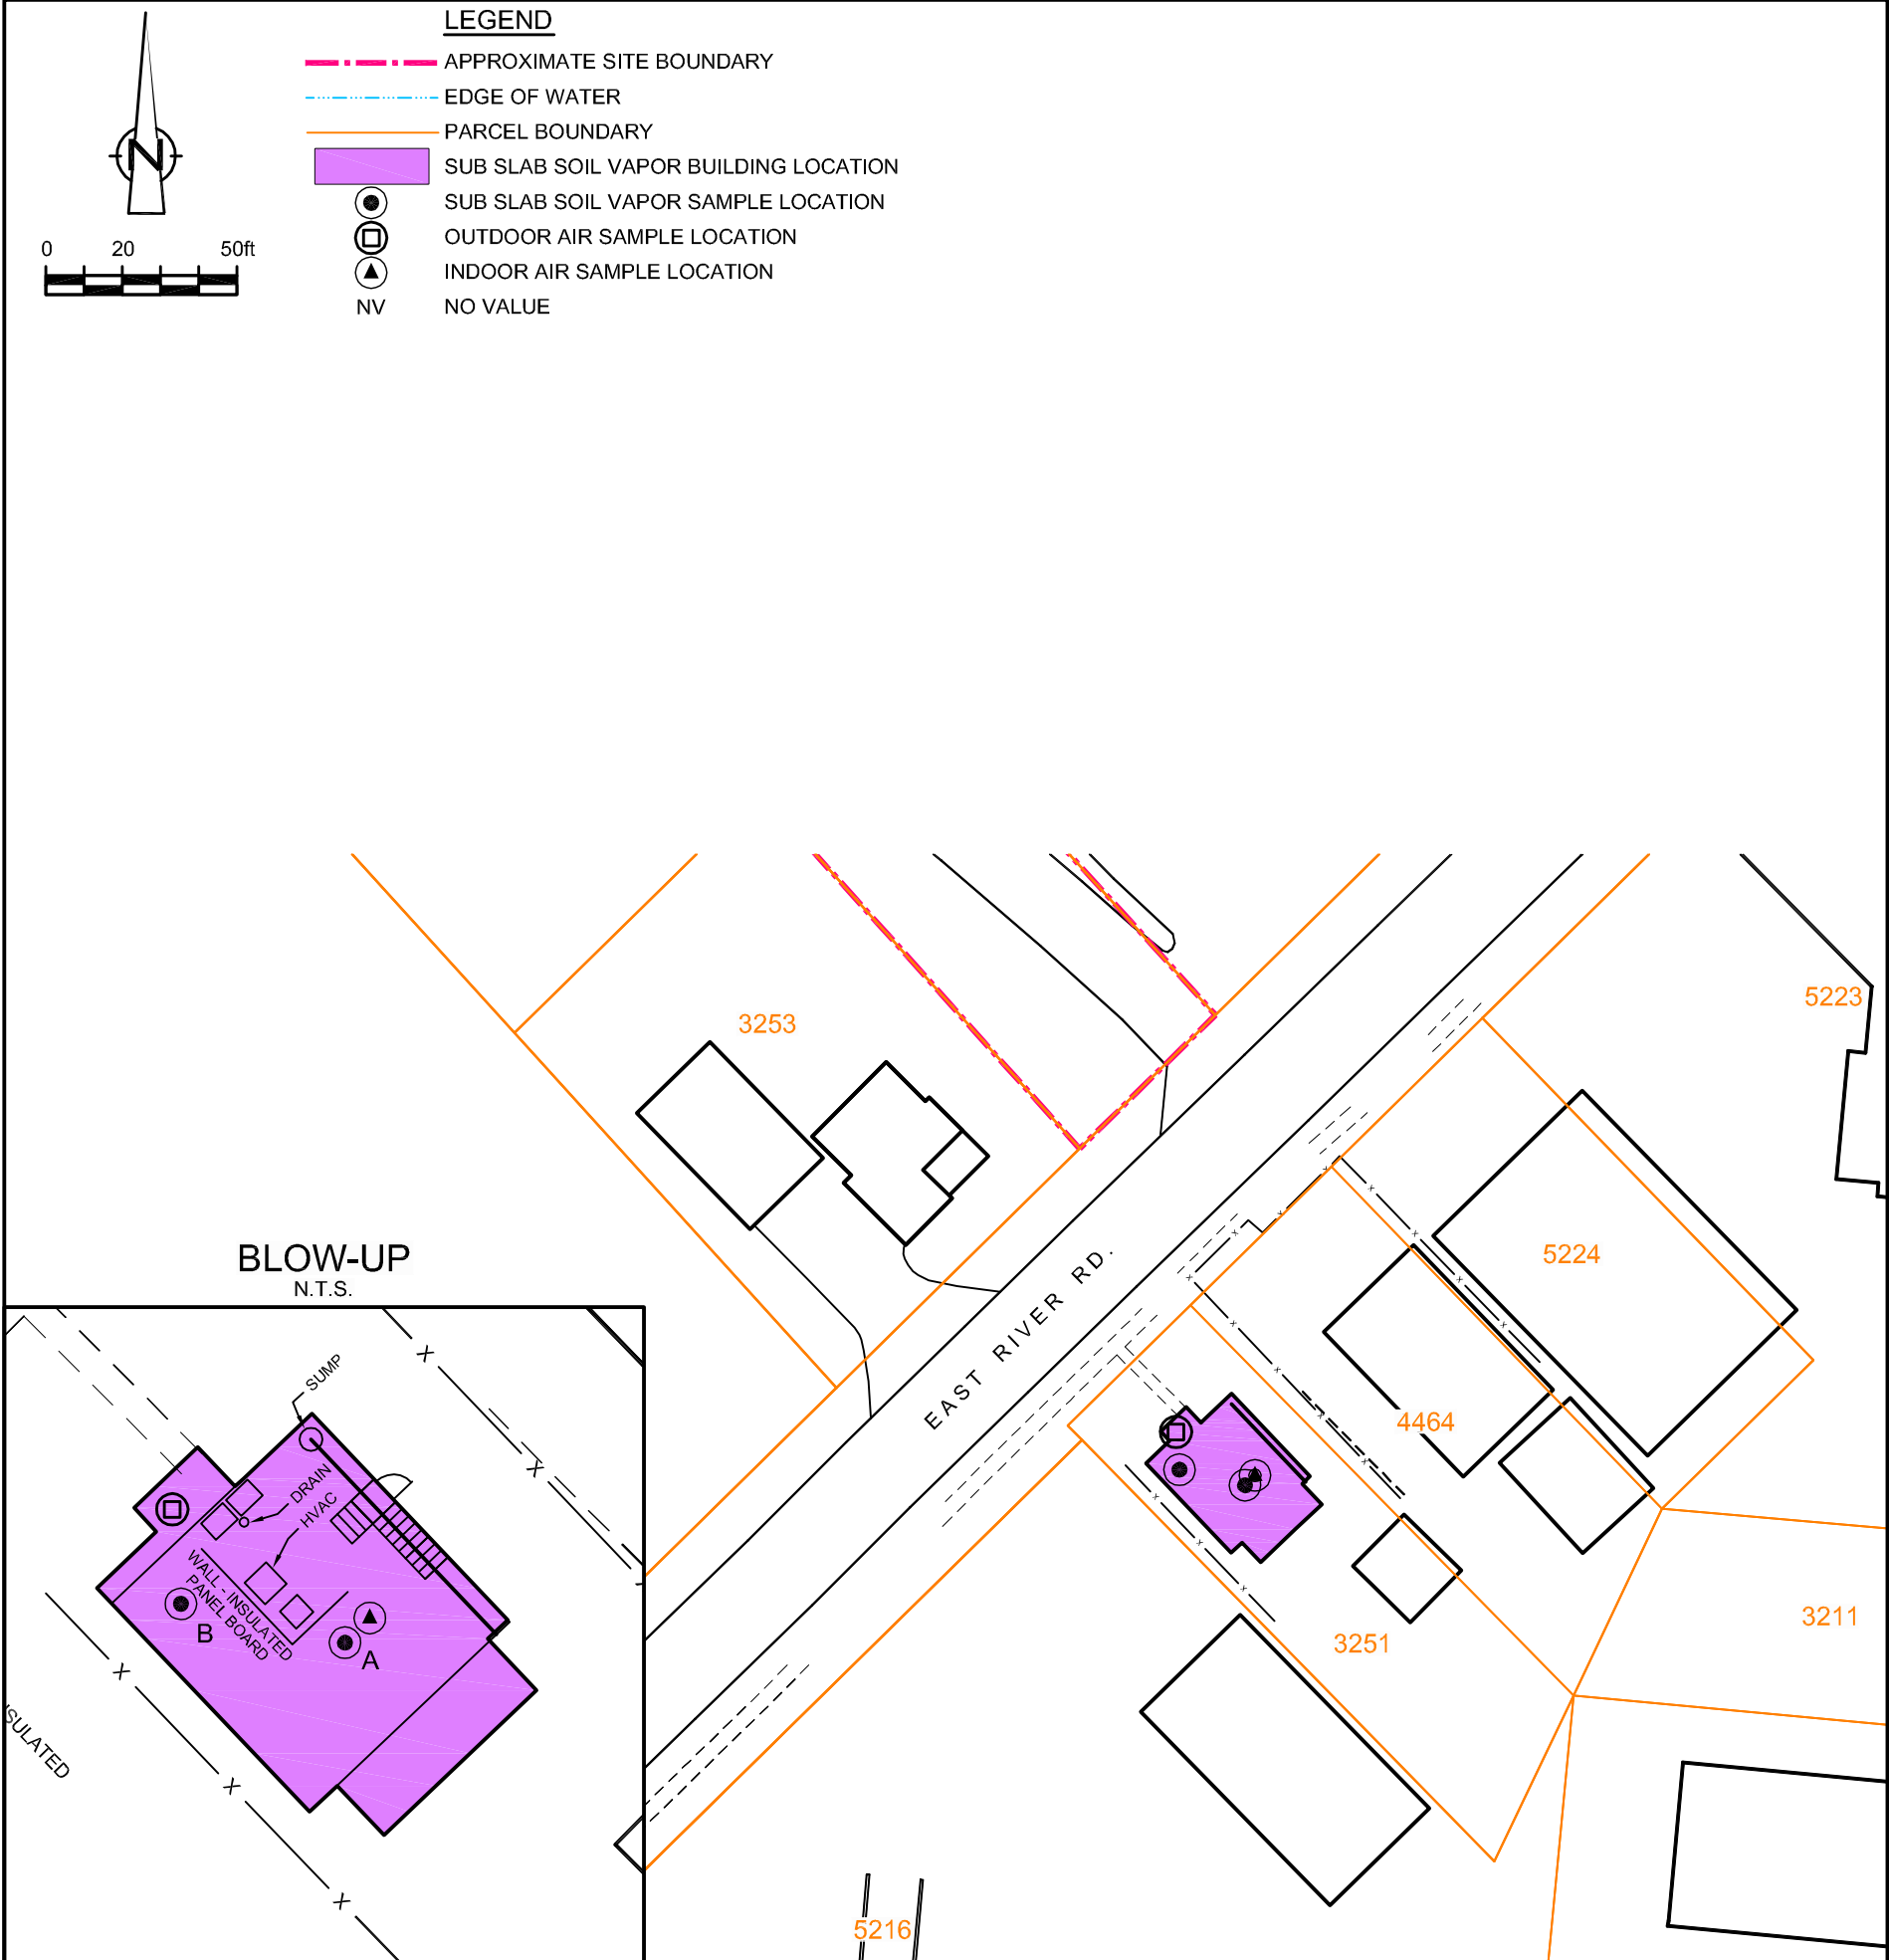 LEGEND
APPROXIMATE SITE BOUNDARY
EDGE OF WATER
PARCEL BOUNDARY
SUB SLAB SOIL VAPOR BUILDING LOCATION
SUB SLAB SOIL VAPOR SAMPLE LOCATION
OUTDOOR AIR SAMPLE LOCATION
INDOOR AIR SAMPLE LOCATION
NV NO VALUE
N
0 20 50ft
3253
5223
5224
4464
EAST RIVER RD.
3251
3211
5216
BLOW-UP
N.T.S.
SUMP
DRAIN
HVAC
WALL - INSULATED
PANEL BOARD
B
A
X
X
X
X
X
SULATED